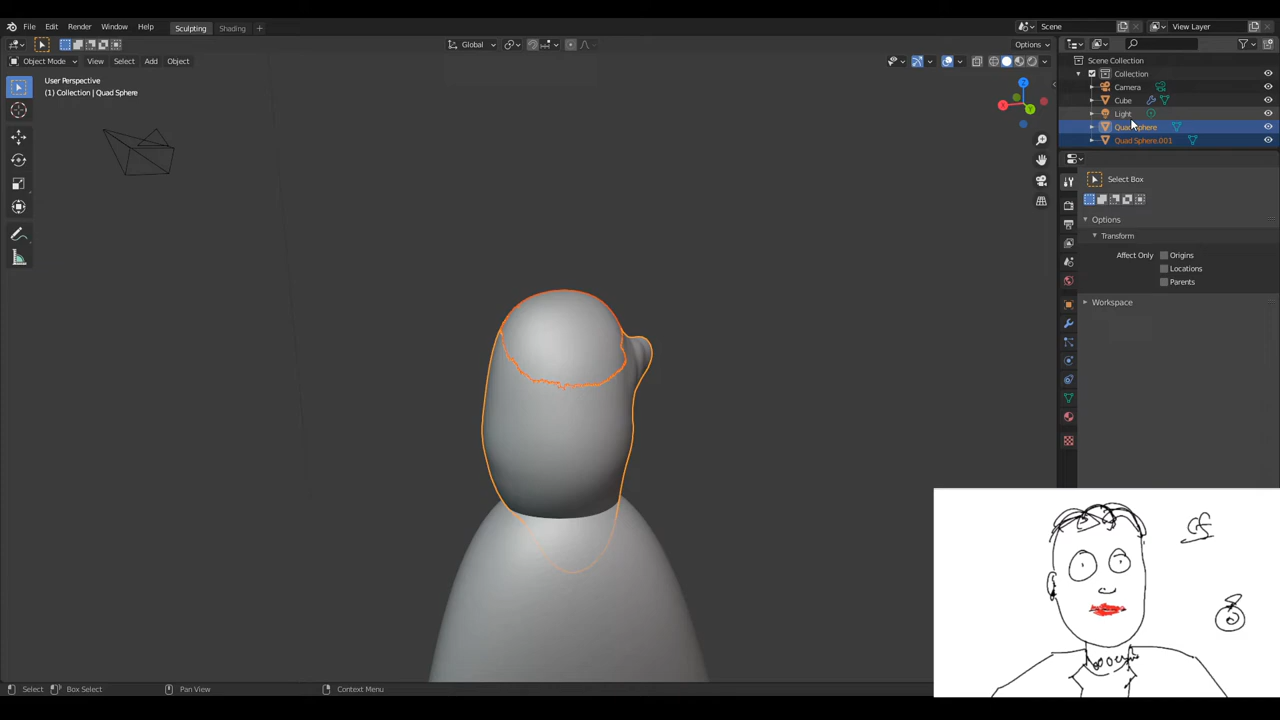 File Edit Render Window Help Sculpting Shading + Scene View Layer
Global Options
Object Mode View Select Add Object
User Perspective
(1) Collection | Quad Sphere
Scene Collection
Collection
Camera
Cube
Light
Quad Sphere
Quad Sphere.001
Select Box
Options
Transform
Affect Only Origins
Locations
Parents
Workspace
Z
X
Select Box Select Pan View Context Menu